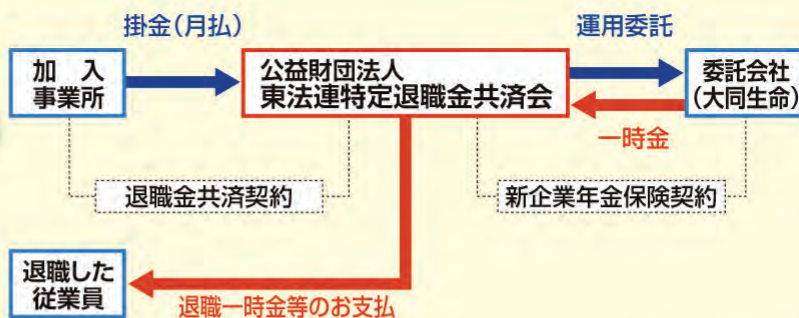 掛金(月払)
運用委託
加 入
事業所
公益財団法人
東法連特定退職金共済会
委託会社
(大同生命)
一時金
退職金共済契約
新企業年金保険契約
退職した
従業員
退職一時金等のお支払